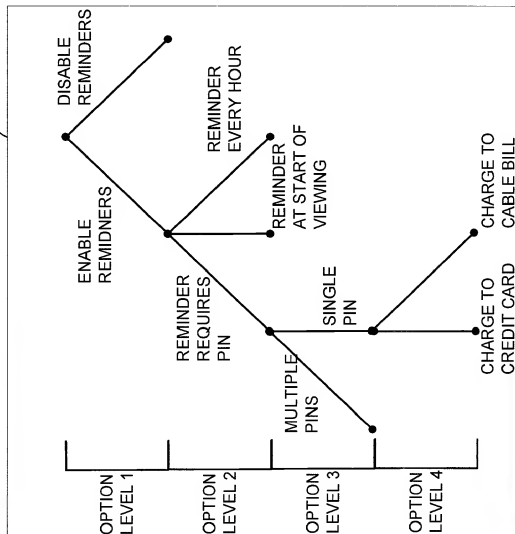 DISABLE
REMINDERS
ENABLE
REMIDNERS
REMINDER
EVERY HOUR
REMINDER
AT START OF
VIEWING
REMINDER
REQUIRES
PIN
SINGLE
PIN
MULTIPLE
PINS
CHARGE TO
CABLE BILL
CHARGE TO
CREDIT CARD
OPTION
LEVEL 1
OPTION
LEVEL 2
OPTION
LEVEL 3
OPTION
LEVEL 4